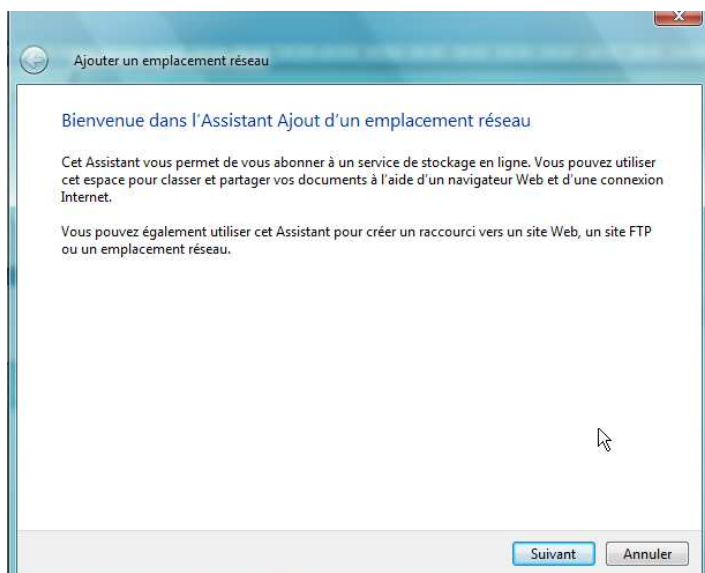 X
Ajouter un emplacement réseau
Bienvenue dans l'Assistant Ajout d'un emplacement réseau
Cet Assistant vous permet de vous abonner à un service de stockage en ligne. Vous pouvez utiliser
cet espace pour classer et partager vos documents à l'aide d'un navigateur Web et d'une connexion
Internet.
Vous pouvez également utiliser cet Assistant pour créer un raccourci vers un site Web, un site FTP
ou un emplacement réseau.
Suivant Annuler